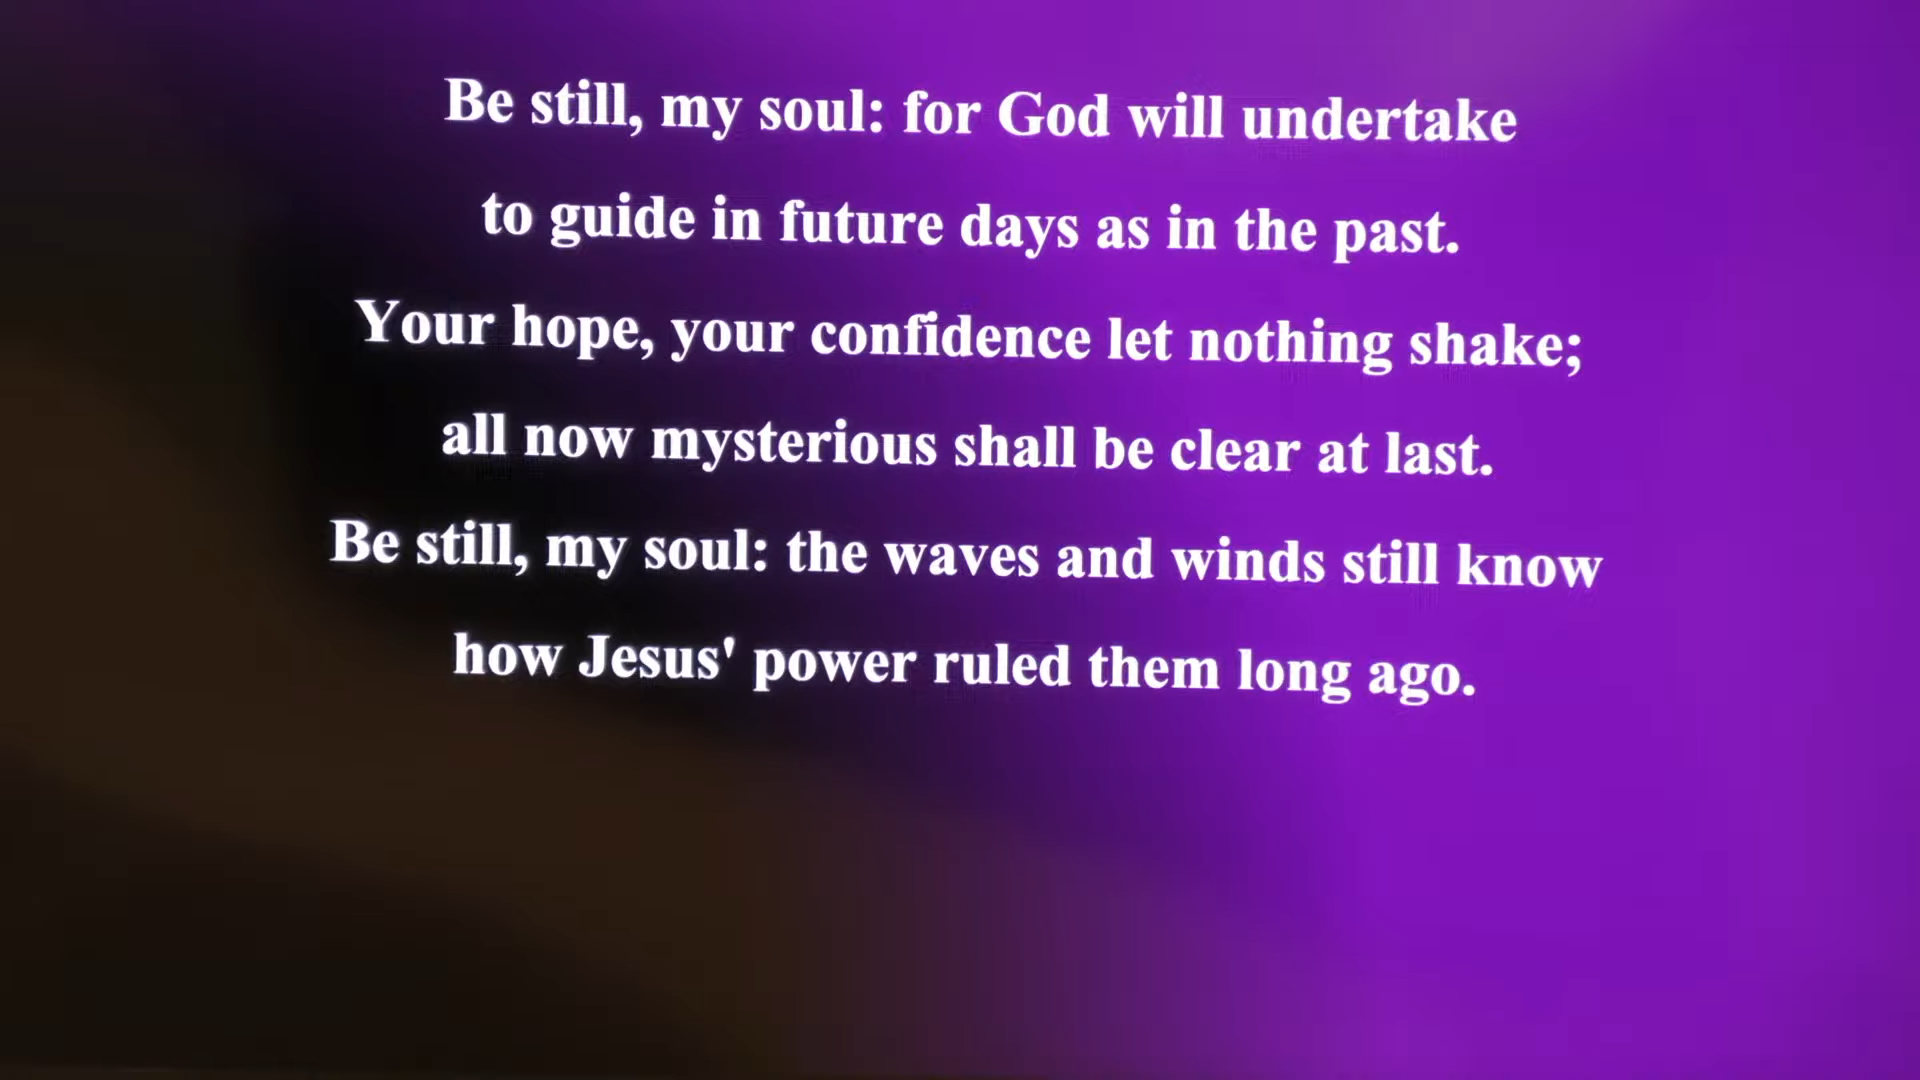 Be still, my soul: for God will undertake
to guide in future days as in the past.
Your hope, your confidence let nothing shake;
all now mysterious shall be clear at last.
Be still, my soul: the waves and winds still know
how Jesus' power ruled them long ago.